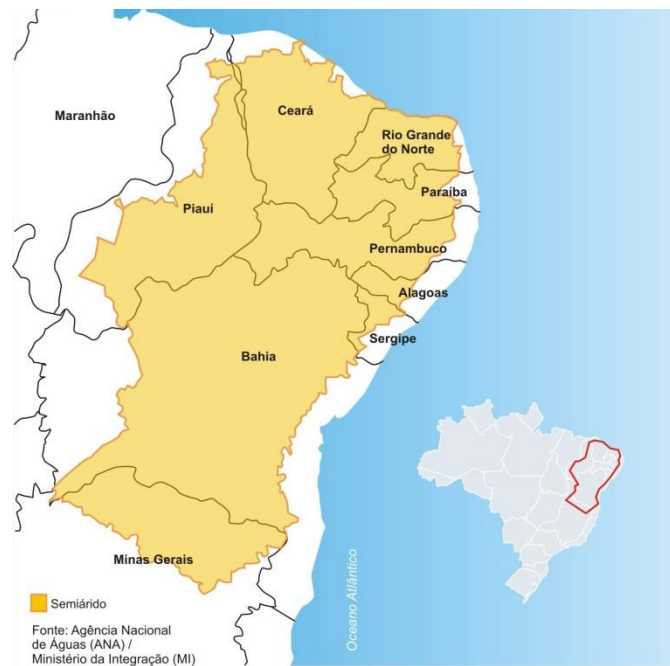 Maranhão
Ceará
Rio Grande
do Norte
Paraíba
Piauí
Pernambuco
Alagoas
Sergipe
Bahia
Minas Gerais
Oceano Atlântico
Semiárido
Fonte: Agência Nacional
de Águas (ANA) /
Ministério da Integração (MI)